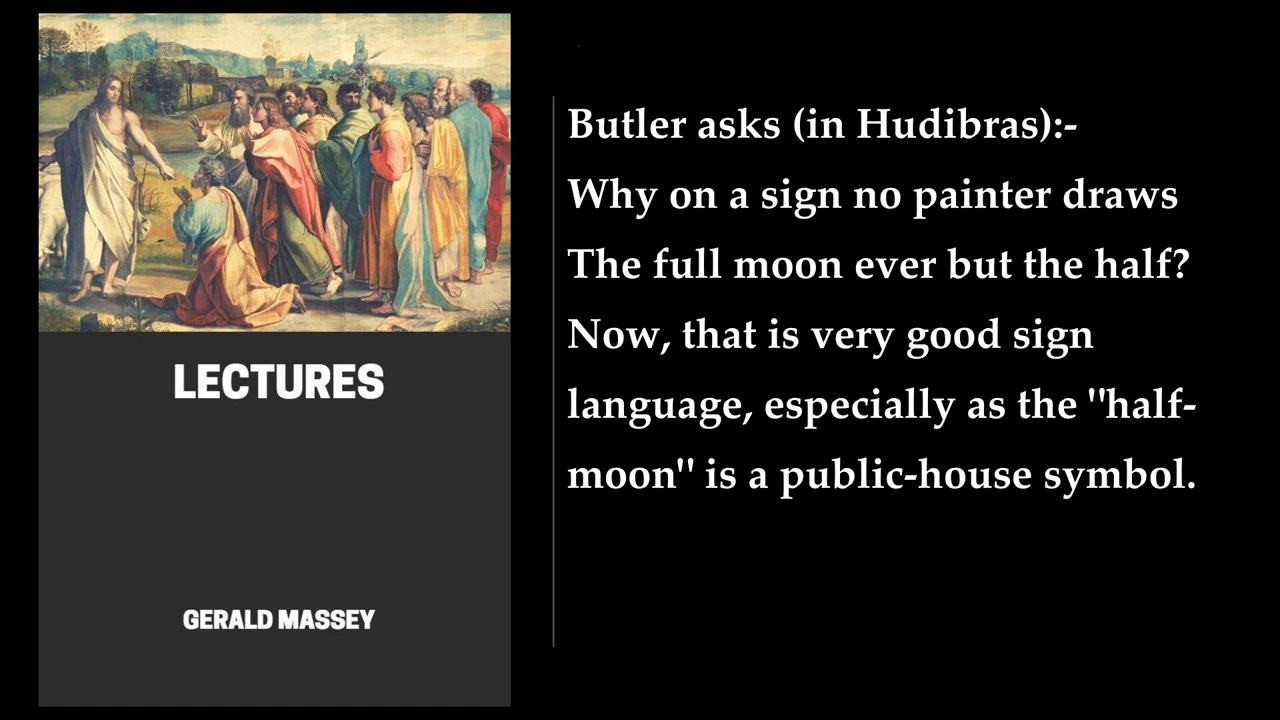 LECTURES
GERALD MASSEY
Butler asks (in Hudibras):-
Why on a sign no painter draws
The full moon ever but the half?
Now, that is very good sign
language, especially as the "half-
moon" is a public-house symbol.